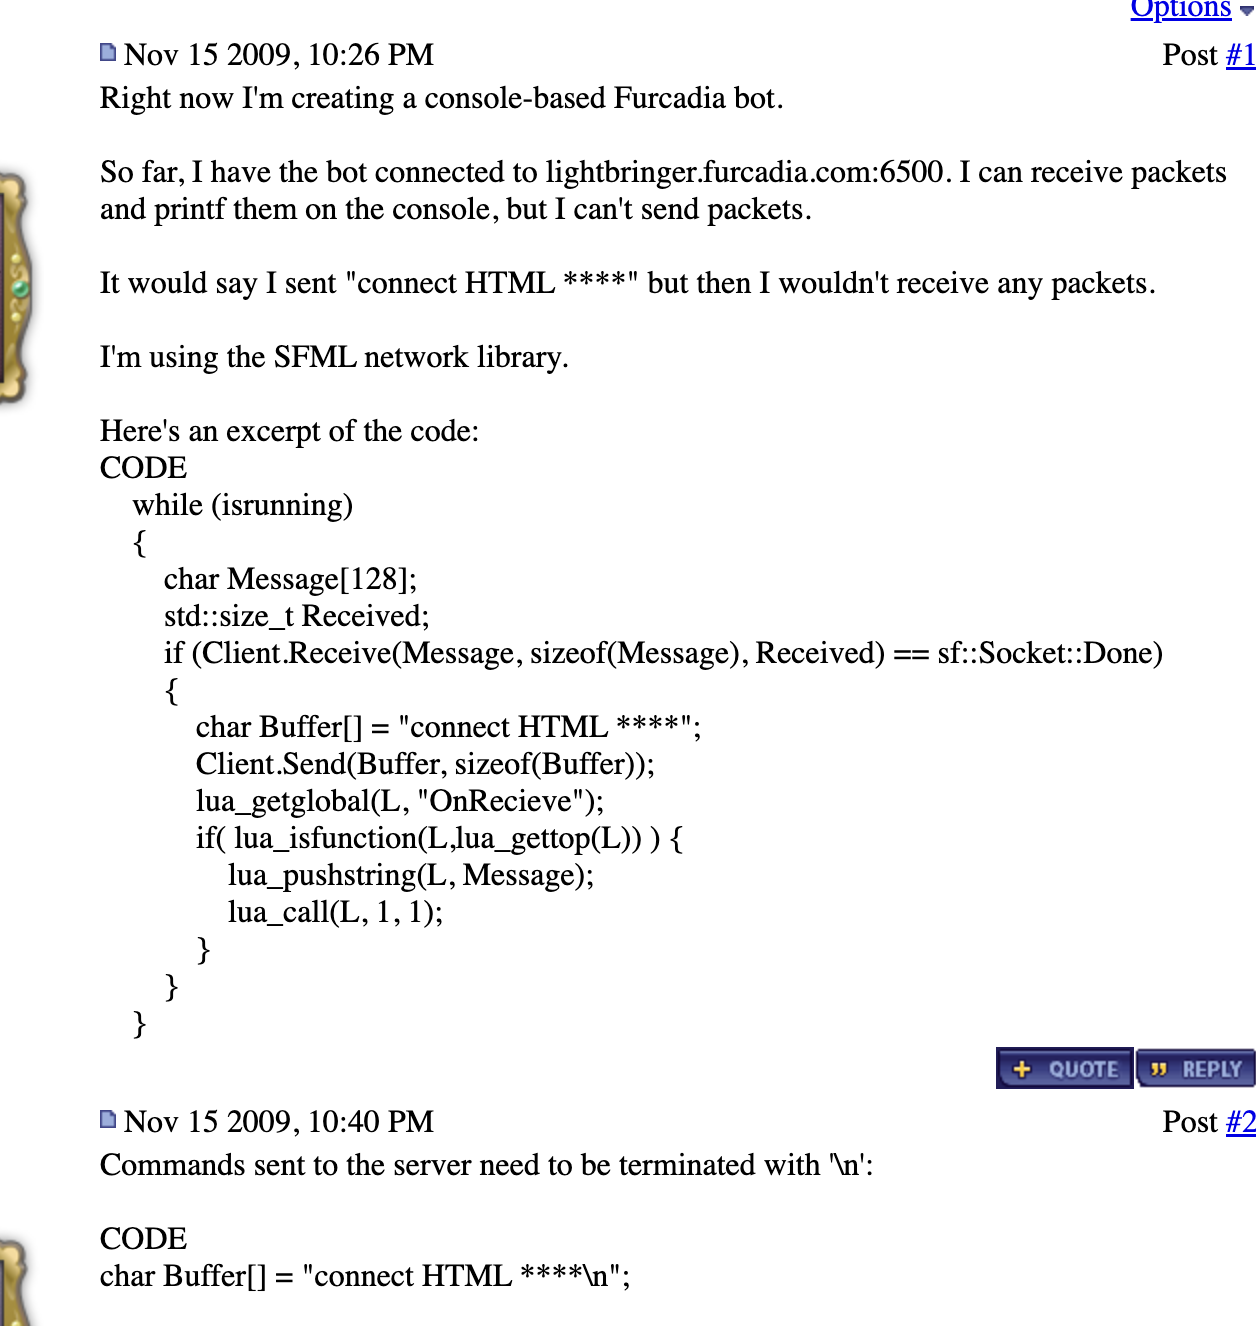 Options
Nov 15 2009, 10:26 PM Post #1
Right now I'm creating a console-based Furcadia bot.
So far, I have the bot connected to lightbringer.furcadia.com:6500. I can receive packets
and printf them on the console, but I can't send packets.
It would say I sent "connect HTML ****" but then I wouldn't receive any packets.
I'm using the SFML network library.
Here's an excerpt of the code:
CODE
while (isrunning)
{
char Message[128];
std::size_t Received;
if (Client.Receive(Message, sizeof(Message), Received) == sf::Socket::Done)
{
char Buffer[] = "connect HTML ****";
Client.Send(Buffer, sizeof(Buffer));
lua_getglobal(L, "OnRecieve");
if( lua_isfunction(L,lua_gettop(L)) ) {
lua_pushstring(L, Message);
lua_call(L, 1, 1);
}
}
}
+ QUOTE " REPLY
Nov 15 2009, 10:40 PM Post #2
Commands sent to the server need to be terminated with '\n':
CODE
char Buffer[] = "connect HTML ****\n";